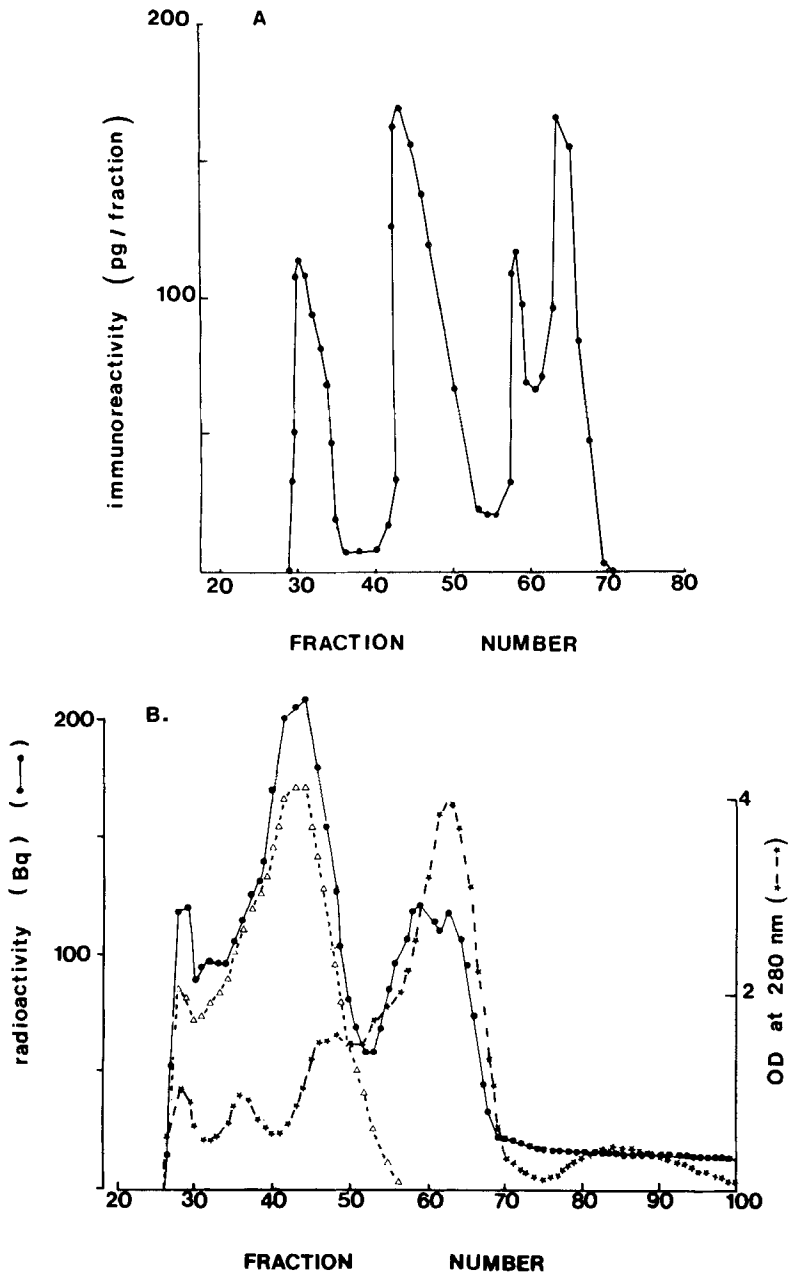 A
200
100
immunoreactivity (pg / fraction)
20 30 40 50 60 70 80
FRACTION NUMBER
B.
200
100
radioactivity (Bq) (●—●)
4
2
OD at 280 nm (*--*)
20 30 40 50 60 70 80 90 100
FRACTION NUMBER